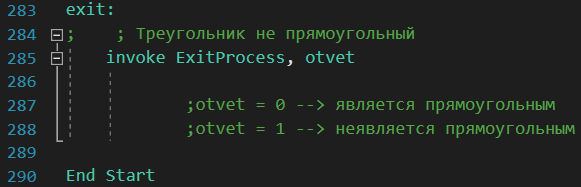 283 exit:
284 ;    ; Треугольник не прямоугольный
285 invoke ExitProcess, otvet
286
287 ;otvet = 0 --> является прямоугольным
288 ;otvet = 1 --> неявляется прямоугольным
289
290 End Start